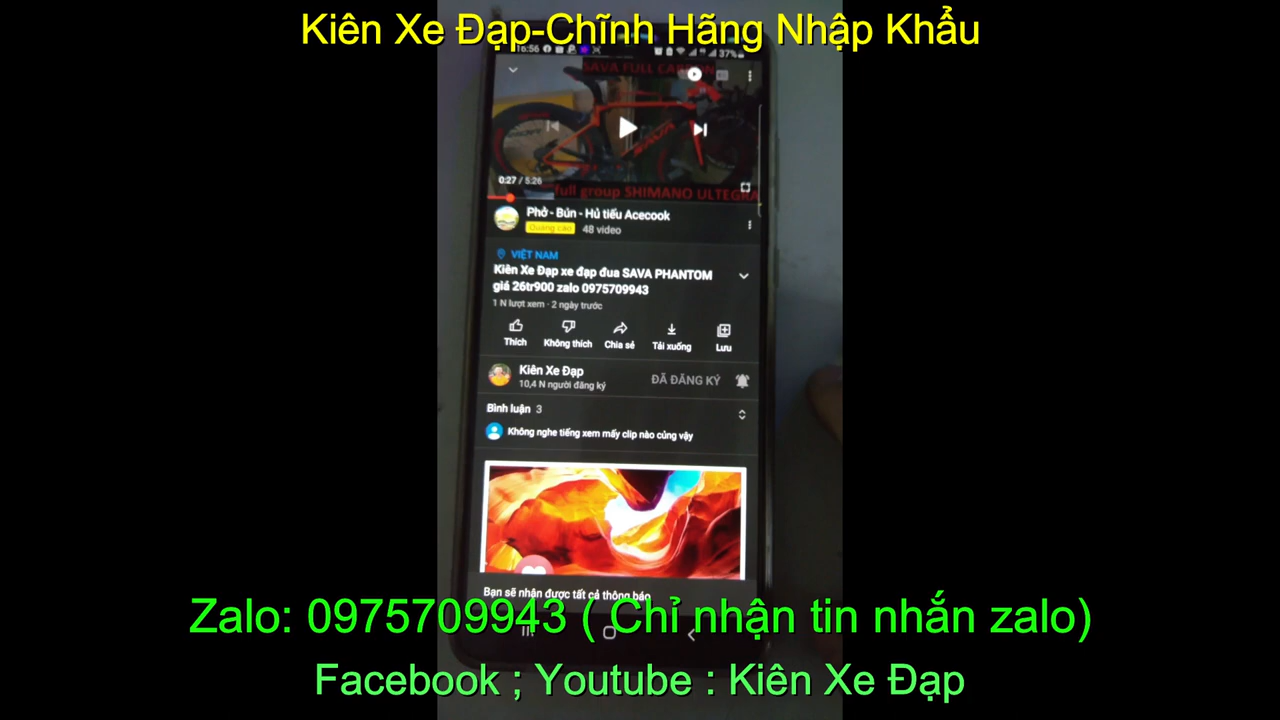 Kiên Xe Đạp-Chĩnh Hãng Nhập Khẩu
16:56
37%
SAVA FULL CARBON
SAVA
0:27 / 5:26
full group SHIMANO ULTEGRA
Phở - Bún - Hủ tiếu Acecook
Quảng cáo 48 video
VIỆT NAM
Kiên Xe Đạp xe đạp đua SAVA PHANTOM
giá 26tr900 zalo 0975709943
1 N lượt xem · 2 ngày trước
Thích Không thích Chia sẻ Tải xuống Lưu
Kiên Xe Đạp
10,4 N người đăng ký
ĐÃ ĐĂNG KÝ
Bình luận 3
Không nghe tiếng xem mấy clip nào củng vậy
Bạn sẽ nhận được tất cả thông báo
Zalo: 0975709943 ( Chỉ nhận tin nhắn zalo)
Facebook ; Youtube : Kiên Xe Đạp